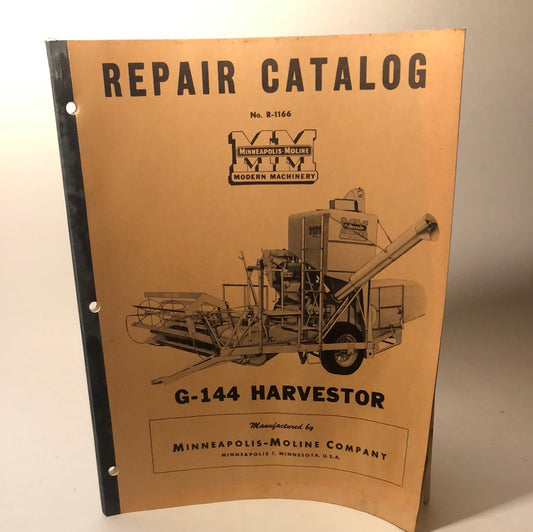 REPAIR CATALOG
No. R-1166
MM
MINNEAPOLIS-MOLINE
MODERN MACHINERY
MM
G-144 HARVESTOR
Manufactured by
MINNEAPOLIS-MOLINE COMPANY
MINNEAPOLIS 1, MINNESOTA, U.S.A.